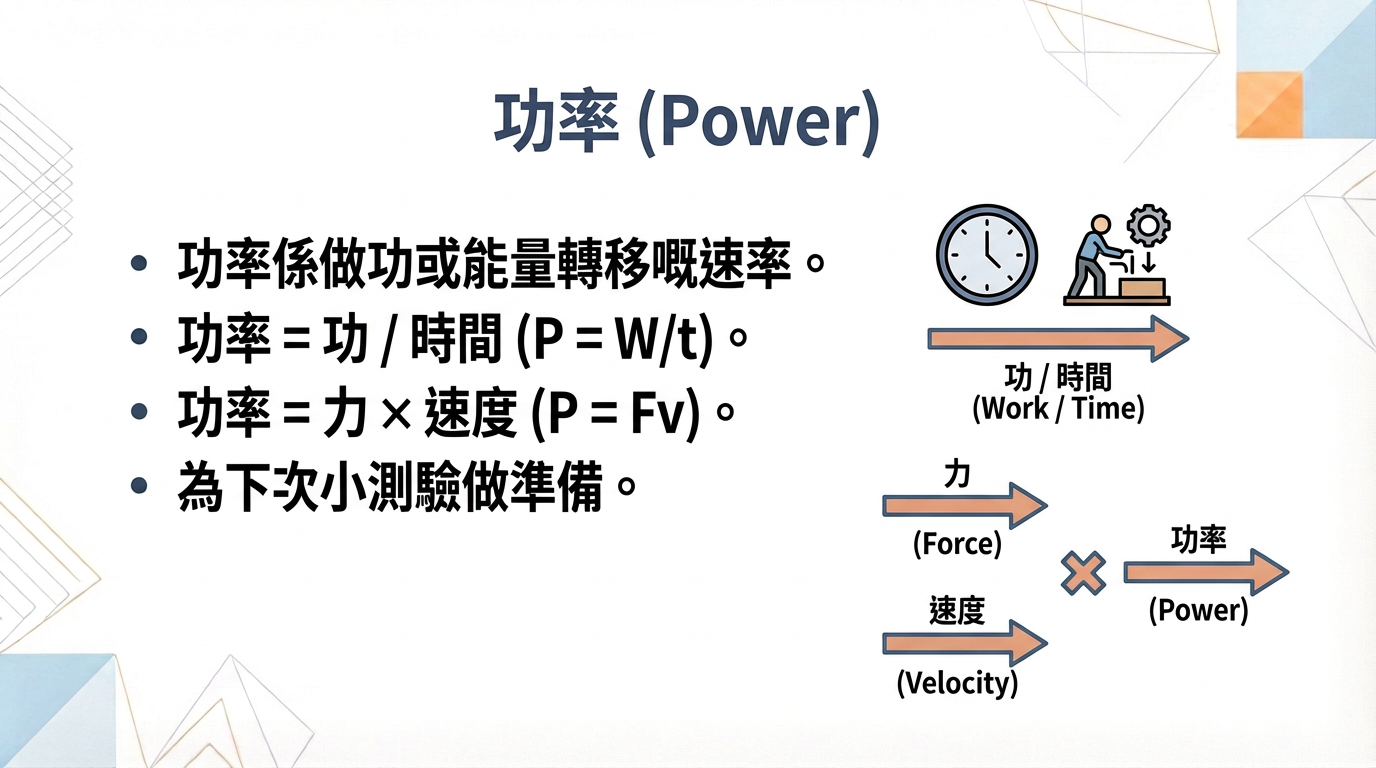 功率 (Power)
• 功率係做功或能量轉移嘅速率。
• 功率 = 功 / 時間 (P = W/t)。
• 功率 = 力 × 速度 (P = Fv)。
• 為下次小測驗做準備。
功 / 時間
(Work / Time)
力
(Force)
速度
(Velocity)
功率
(Power)